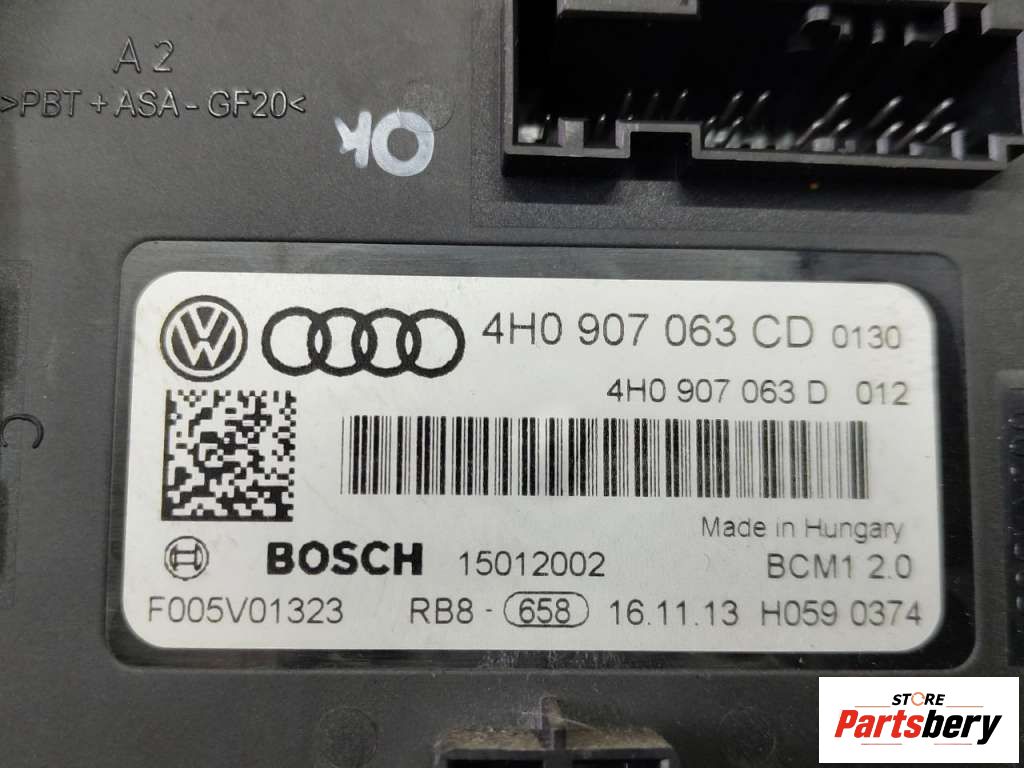 A 2
>PBT + ASA - GF20<
OK
4H0 907 063 CD 0130
4H0 907 063 D 012
Made in Hungary
BOSCH 15012002 BCM1 2.0
F005V01323 RB8 - 658 16.11.13 H059 0374
C
STORE
Partsbery